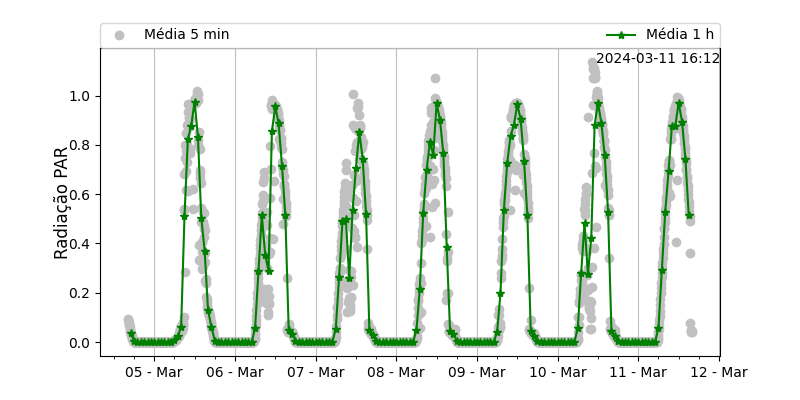 Média 5 min
Média 1 h
2024-03-11 16:12
Radiação PAR
1.0
0.8
0.6
0.4
0.2
0.0
05 - Mar
06 - Mar
07 - Mar
08 - Mar
09 - Mar
10 - Mar
11 - Mar
12 - Mar